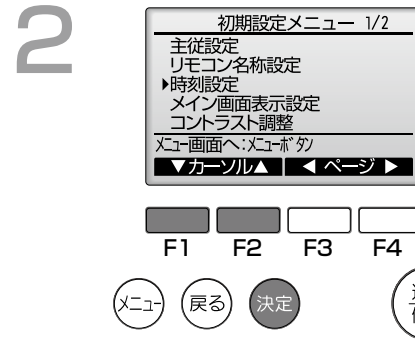 2
初期設定メニュー 1/2
主従設定
リモコン名称設定
▶時刻設定
メイン画面表示設定
コントラスト調整
メニュー画面へ:メニューボタン
▼カーソル▲ ◀ ページ ▶
F1 F2 F3 F4
メニュー 戻る 決定